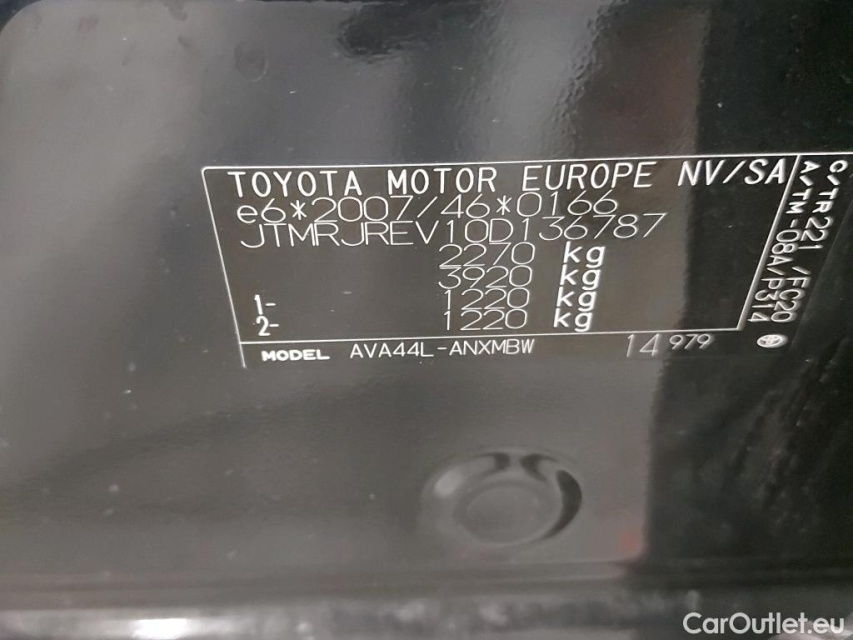 TOYOTA MOTOR EUROPE NV/SA
e6*2007/46*0166
JTMRJREV10D136787
2270 kg
3920 kg
1- 1220 kg
2- 1220 kg
MODEL AVA44L-ANXMBW 14 979
C/TR221 /FC20
A/TM-08A/P314
CarOutlet.eu